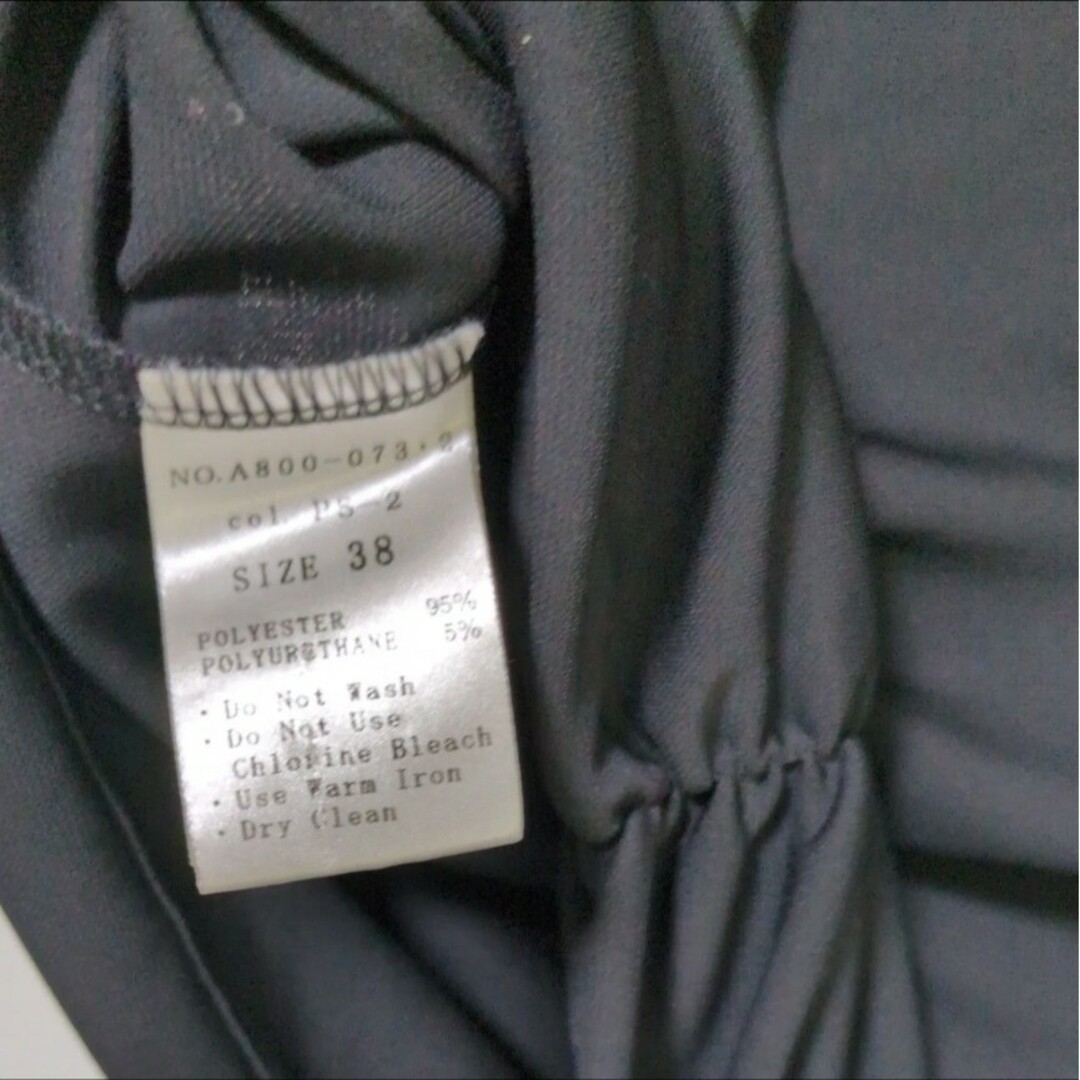 NO.A800-073・2
col. PS-2
SIZE 38
POLYESTER 95%
POLYURETHANE 5%
・Do Not Wash
・Do Not Use
Chlorine Bleach
・Use Warm Iron
・Dry Clean